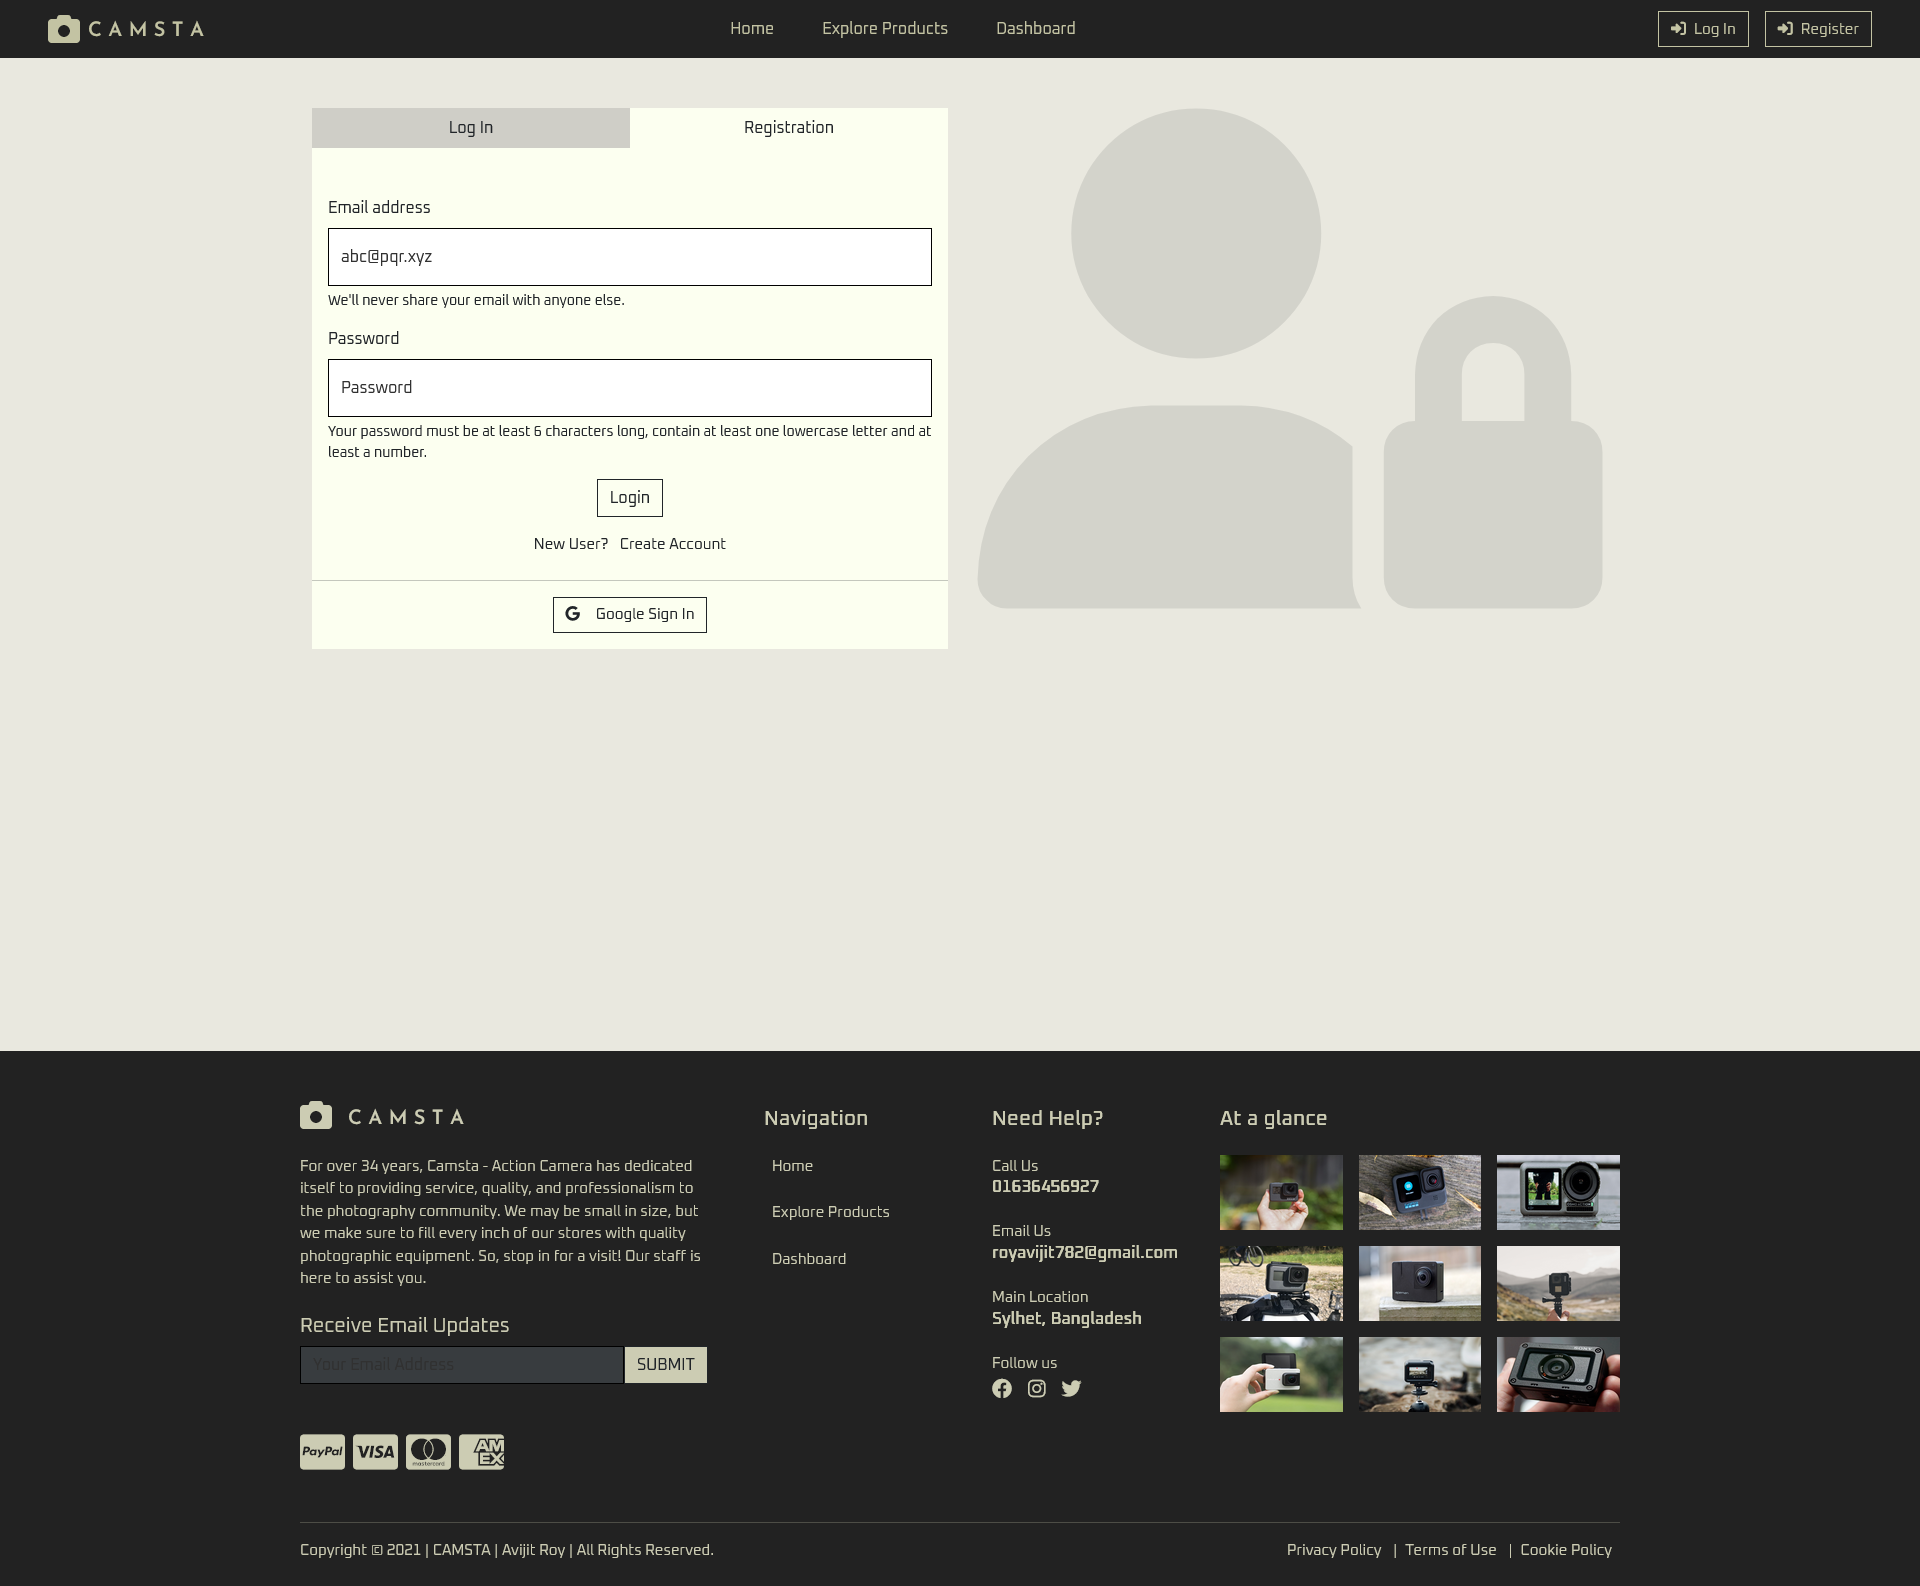 CAMSTA
Home
Explore Products
Dashboard
Log In
Register
Log In
Registration
Email address
abc@pqr.xyz
We'll never share your email with anyone else.
Password
Password
Your password must be at least 6 characters long, contain at least one lowercase letter and at
least a number.
Login
New User? Create Account
Google Sign In
CAMSTA
For over 34 years, Camsta - Action Camera has dedicated
itself to providing service, quality, and professionalism to
the photography community. We may be small in size, but
we make sure to fill every inch of our stores with quality
photographic equipment. So, stop in for a visit! Our staff is
here to assist you.
Receive Email Updates
Your Email Address
SUBMIT
PayPal
VISA
mastercard
AM
EX
Navigation
Home
Explore Products
Dashboard
Need Help?
Call Us
01636456927
Email Us
royavijit782@gmail.com
Main Location
Sylhet, Bangladesh
Follow us
At a glance
Copyright © 2021 | CAMSTA | Avijit Roy | All Rights Reserved.
Privacy Policy | Terms of Use | Cookie Policy